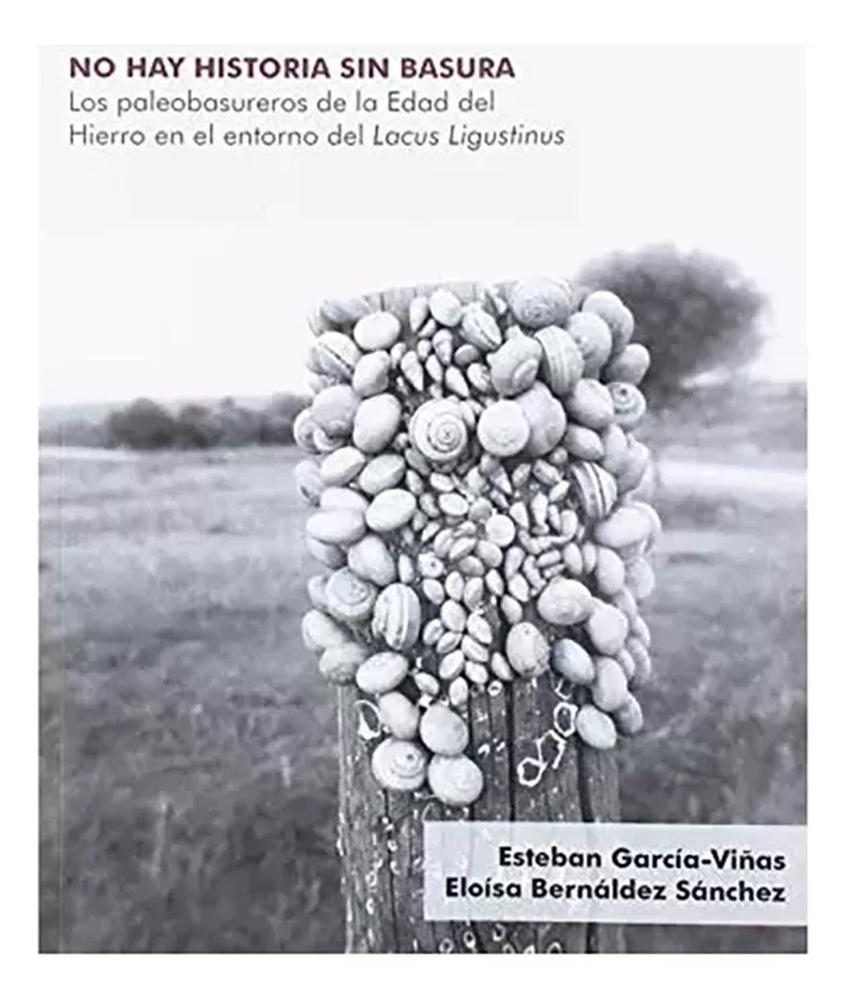 NO HAY HISTORIA SIN BASURA
Los paleobasureros de la Edad del
Hierro en el entorno del Lacus Ligustinus
Esteban García-Viñas
Eloísa Bernáldez Sánchez